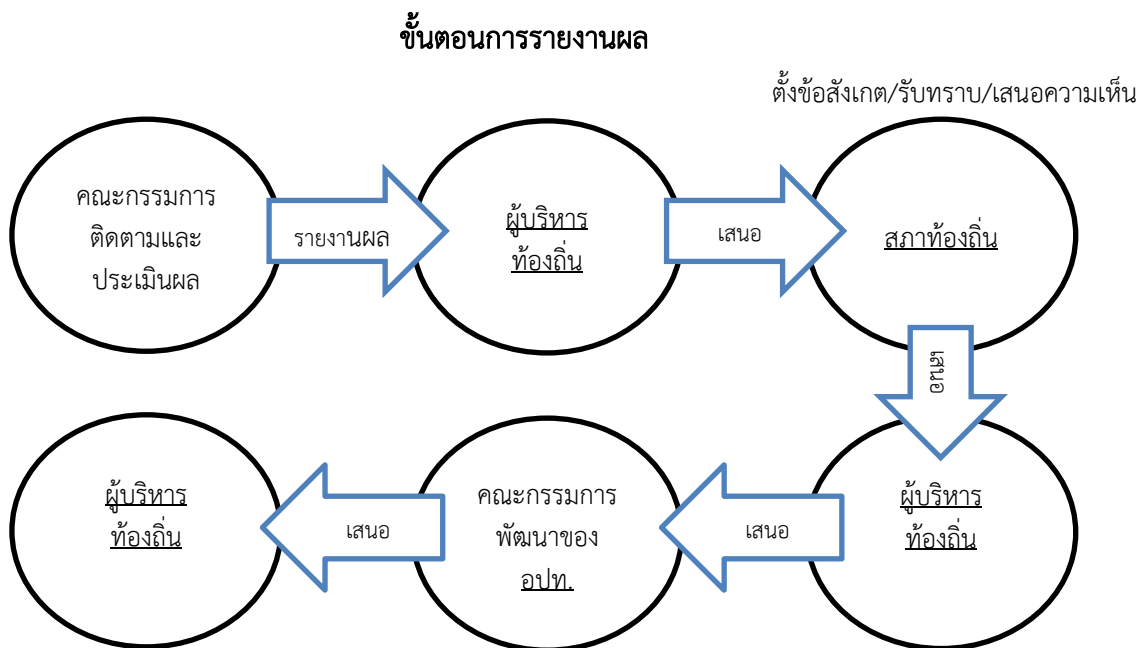 ขั้นตอนการรายงานผล
ตั้งข้อสังเกต/รับทราบ/เสนอความเห็น
คณะกรรมการ
ติดตามและ
ประเมินผล
รายงานผล
ผู้บริหาร
ท้องถิ่น
เสนอ
สภาท้องถิ่น
เสนอ
ผู้บริหาร
ท้องถิ่น
เสนอ
คณะกรรมการ
พัฒนาของ
อปท.
เสนอ
ผู้บริหาร
ท้องถิ่น